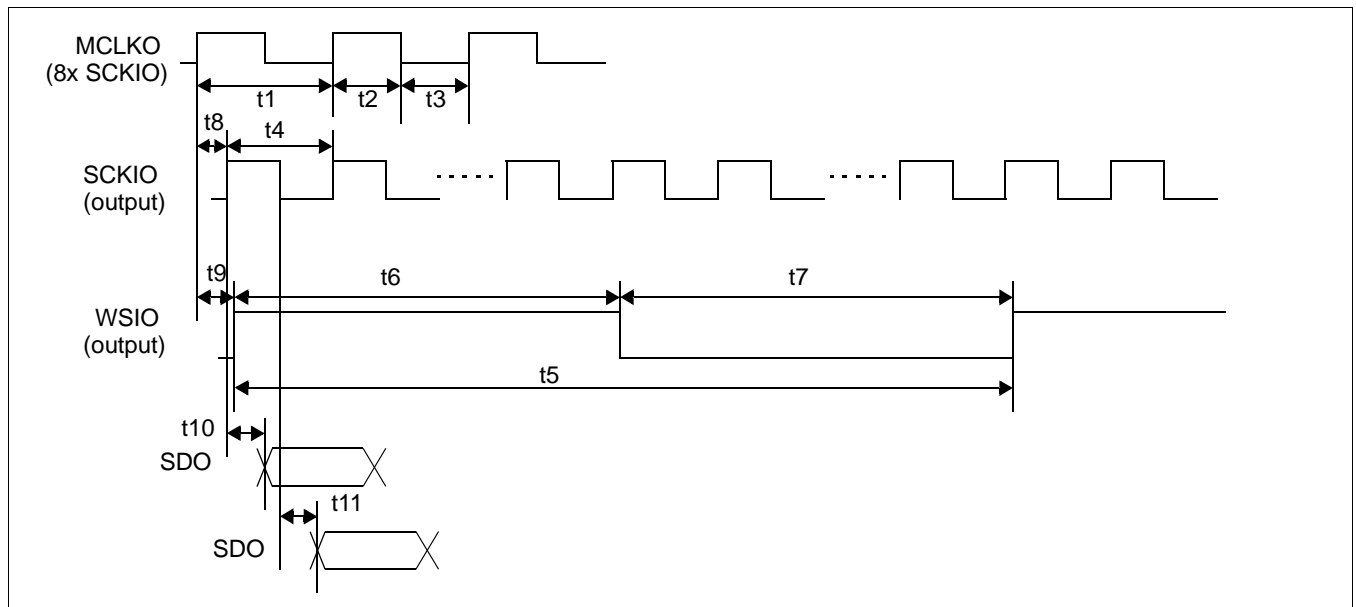 MCLKO
(8x SCKIO)
t1
t2
t3
t8
t4
SCKIO
(output)
t9
t6
t7
WSIO
(output)
t5
t10
SDO
t11
SDO